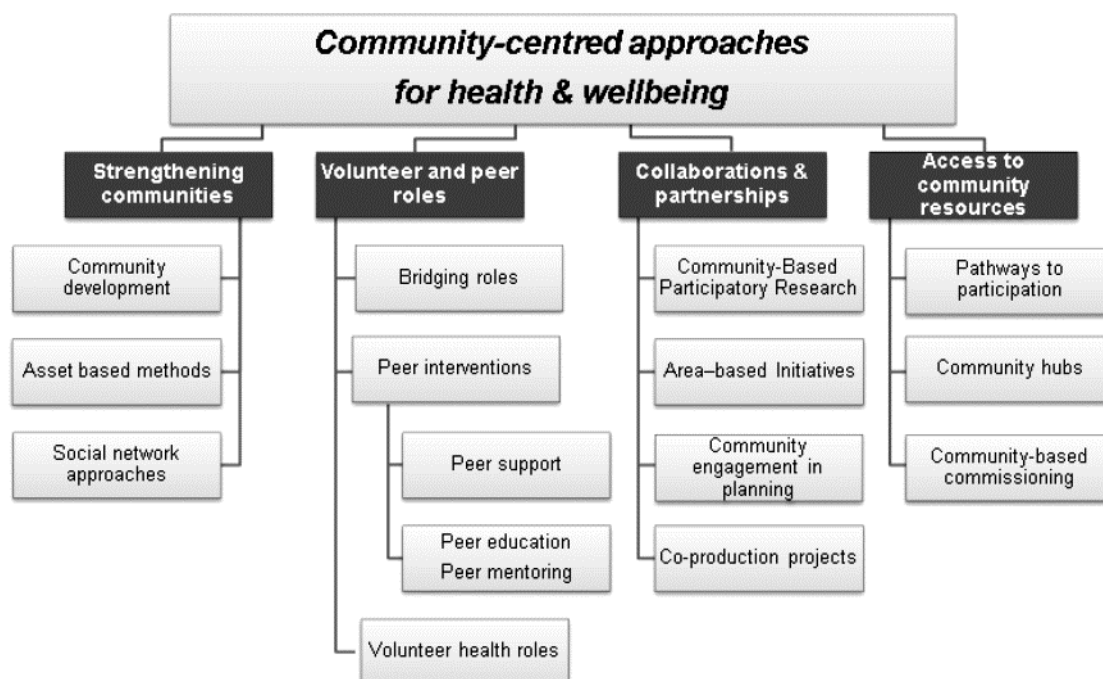 Community-centred approaches
for health & wellbeing
Strengthening
communities
Community
development
Asset based methods
Social network
approaches
Volunteer and peer
roles
Bridging roles
Peer interventions
Peer support
Peer education
Peer mentoring
Volunteer health roles
Collaborations &
partnerships
Community-Based
Participatory Research
Area–based Initiatives
Community
engagement in
planning
Co-production projects
Access to
community
resources
Pathways to
participation
Community hubs
Community-based
commissioning